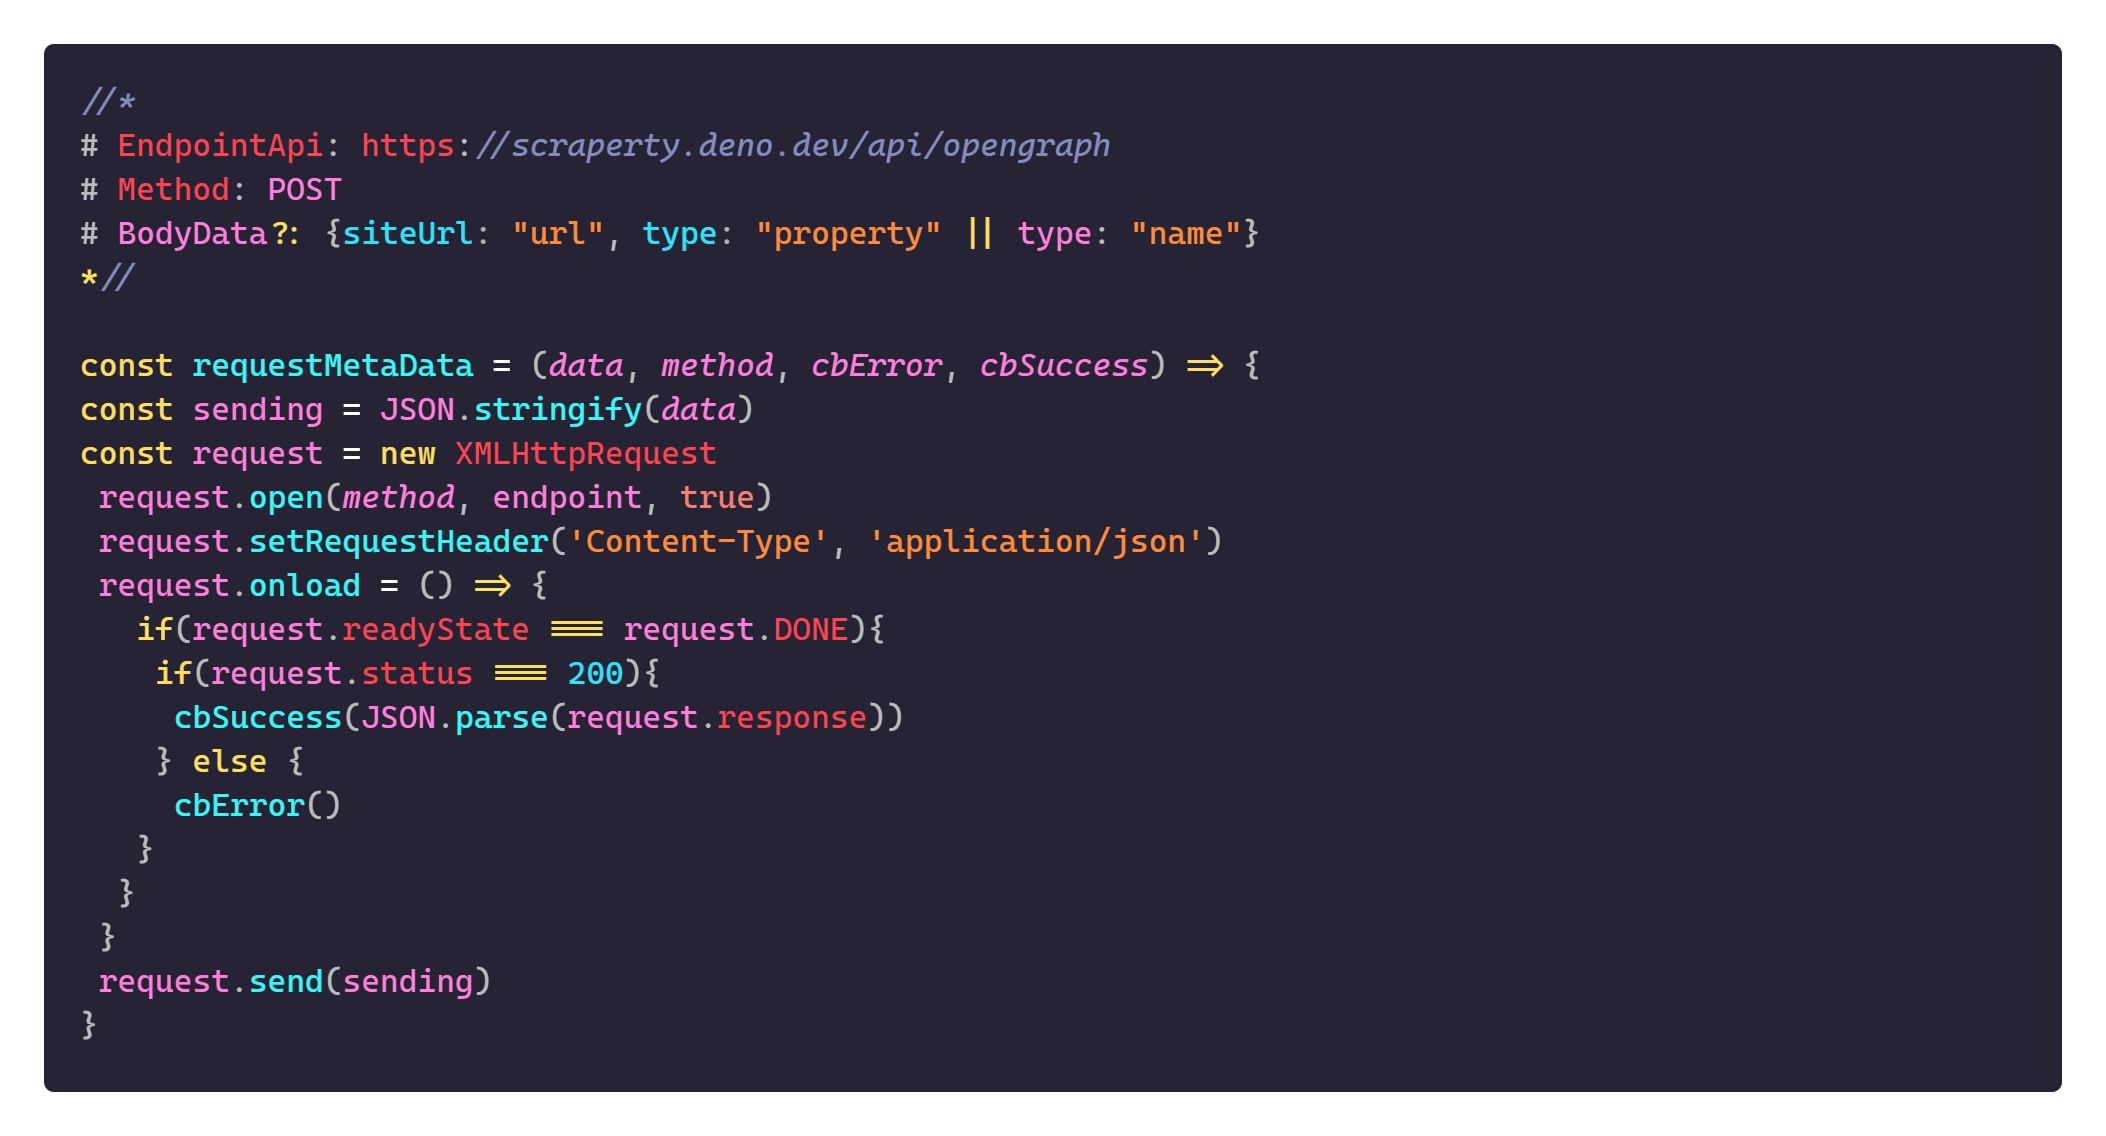 //*
# EndpointApi: https://scraperty.deno.dev/api/opengraph
# Method: POST
# BodyData?: {siteUrl: "url", type: "property" || type: "name"}
*//

const requestMetaData = (data, method, cbError, cbSuccess) => {
const sending = JSON.stringify(data)
const request = new XMLHttpRequest
 request.open(method, endpoint, true)
 request.setRequestHeader('Content-Type', 'application/json')
 request.onload = () => {
   if(request.readyState === request.DONE){
    if(request.status === 200){
     cbSuccess(JSON.parse(request.response))
    } else {
     cbError()
   }
  }
 }
 request.send(sending)
}